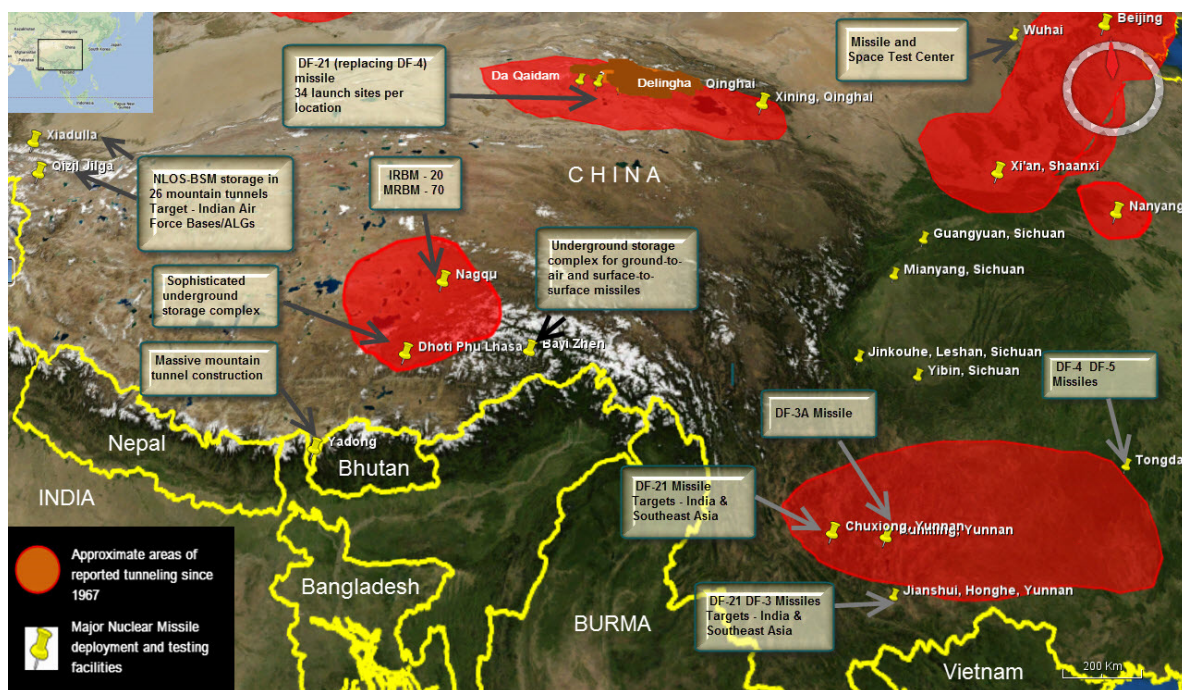 Beijing
Wuhai
Missile and
Space Test Center
DF-21 (replacing DF-4)
missile
34 launch sites per
location
Da Qaidam
Delingha
Qinghai
Xining, Qinghai
Xiadulla
Qizil Jilga
NLOS-BSM storage in
26 mountain tunnels
Target - Indian Air
Force Bases/ALGs
IRBM - 20
MRBM - 70
CHINA
Xi'an, Shaanxi
Nanyang
Guangyuan, Sichuan
Mianyang, Sichuan
Underground storage
complex for ground-to-
air and surface-to-
surface missiles
Sophisticated
underground
storage complex
Nagqu
Dhoti Phu Lhasa
Bayi Zhen
Massive mountain
tunnel construction
Jinkouhe, Leshan, Sichuan
Yibin, Sichuan
DF-4 DF-5
Missiles
DF-3A Missile
Nepal
Yadong
Bhutan
INDIA
Tongda
DF-21 Missile
Targets - India &
Southeast Asia
Chuxiong, Yunnan
Kunming, Yunnan
Approximate areas of
reported tunneling since
1967
Bangladesh
BURMA
DF-21 DF-3 Missiles
Targets - India &
Southeast Asia
Jianshui, Honghe, Yunnan
Major Nuclear Missile
deployment and testing
facilities
Vietnam
200 Km